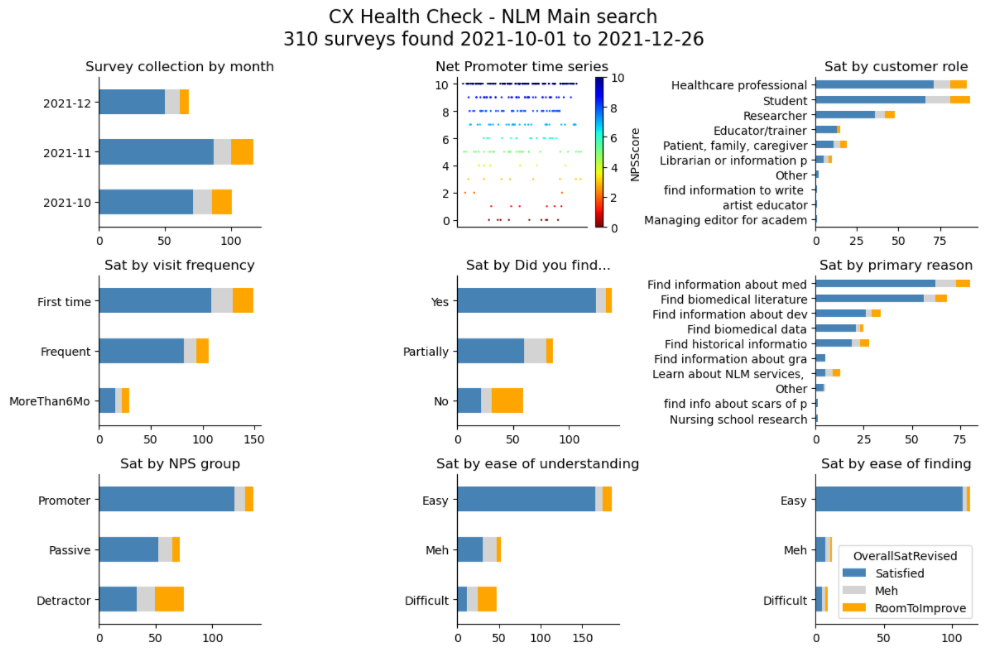 CX Health Check - NLM Main search
310 surveys found 2021-10-01 to 2021-12-26
Survey collection by month
2021-12
2021-11
2021-10
0 50 100
Net Promoter time series
10
8
6
4
2
0
10
8
6
4
2
0
NPSScore
Sat by customer role
Healthcare professional
Student
Researcher
Educator/trainer
Patient, family, caregiver
Librarian or information p
Other
find information to write
artist educator
Managing editor for academ
0 25 50 75
Sat by visit frequency
First time
Frequent
MoreThan6Mo
0 50 100 150
Sat by Did you find...
Yes
Partially
No
0 50 100
Sat by primary reason
Find information about med
Find biomedical literature
Find information about dev
Find biomedical data
Find historical informatio
Find information about gra
Learn about NLM services,
Other
find info about scars of p
Nursing school research
0 25 50 75
Sat by NPS group
Promoter
Passive
Detractor
0 50 100
Sat by ease of understanding
Easy
Meh
Difficult
0 50 100 150
Sat by ease of finding
Easy
Meh
Difficult
OverallSatRevised
Satisfied
Meh
RoomToImprove
0 50 100